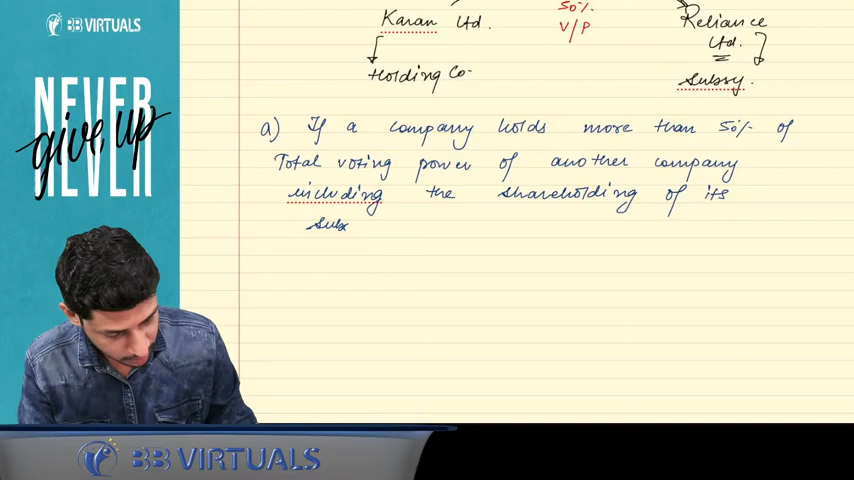 BB VIRTUALS
NEVER
give up
NEVER
Karan Ltd.
50%
V/P
Reliance
Ltd.
Holding Co-
Subsy.
a) If a company holds more than 50% of
Total voting power of another company
including the shareholding of its
Sub
BB VIRTUALS